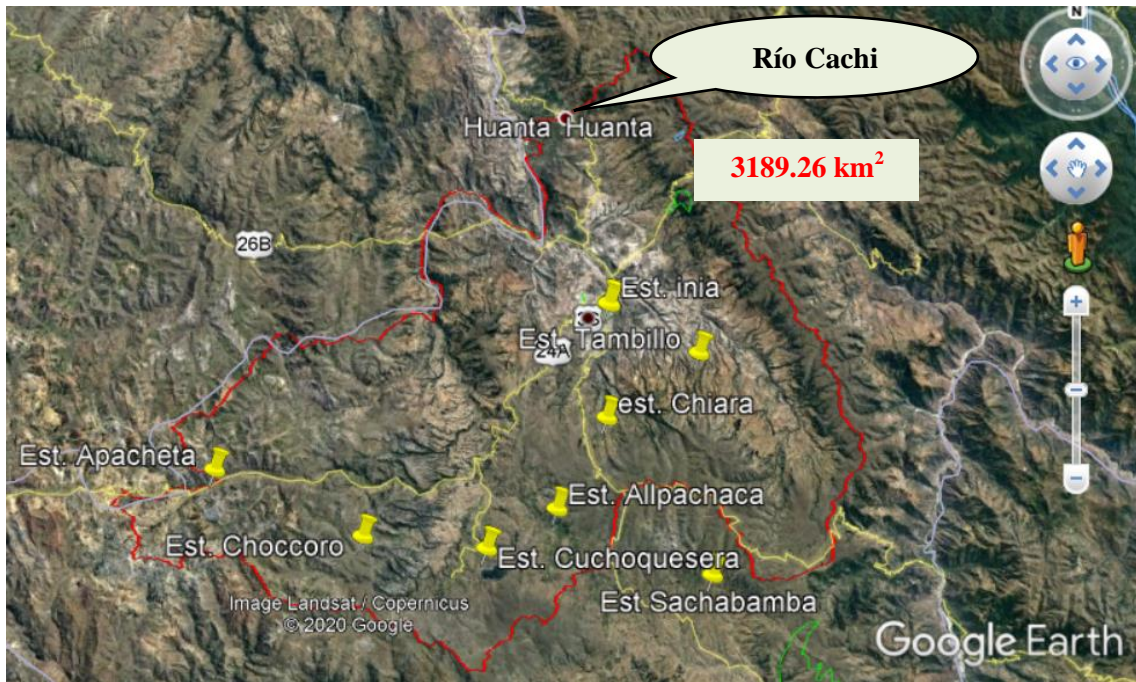 N
Río Cachi
Huanta Huanta
3189.26 km²
26B
Est. inia
Est. Tambillo
24A
est. Chiara
Est. Apacheta
Est. Allpachaca
Est. Choccoro
Est. Cuchoquesera
Est Sachabamba
Image Landsat / Copernicus
© 2020 Google
Google Earth